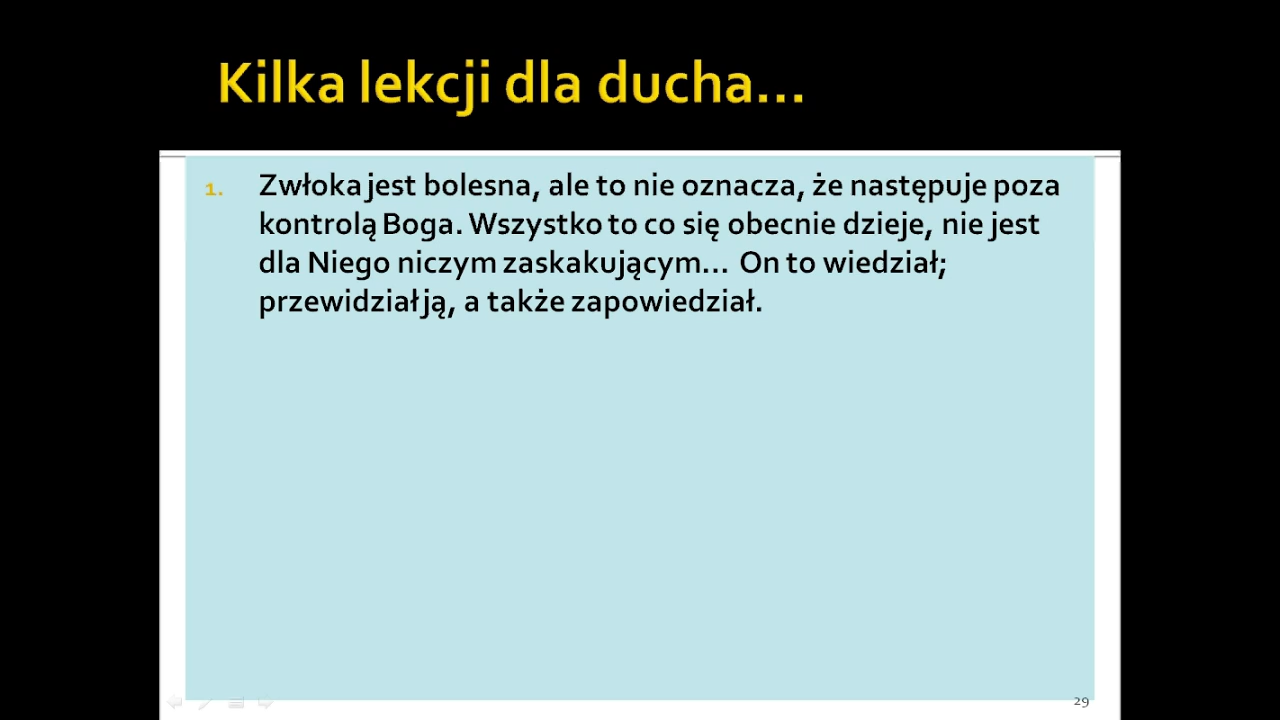 Kilka lekcji dla ducha...
1. Zwłoka jest bolesna, ale to nie oznacza, że następuje poza
kontrolą Boga. Wszystko to co się obecnie dzieje, nie jest
dla Niego niczym zaskakującym... On to wiedział;
przewidział ją, a także zapowiedział.
29